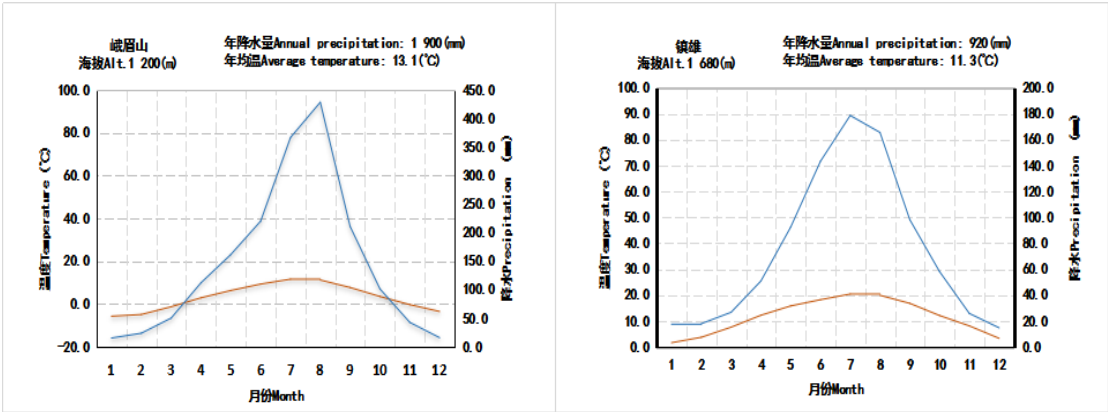 峨眉山
海拔Alt.1 200(m)
年降水量Annual precipitation: 1 900(mm)
年均温Average temperature: 13.1(℃)
温度Temperature (℃)
100.0
80.0
60.0
40.0
20.0
0.0
-20.0
450.0
400.0
350.0
300.0
250.0
200.0
150.0
100.0
50.0
0.0
降水Precipitation (mm)
1 2 3 4 5 6 7 8 9 10 11 12
月份Month
镇雄
海拔Alt.1 680(m)
年降水量Annual precipitation: 920(mm)
年均温Average temperature: 11.3(℃)
温度Temperature (℃)
100.0
90.0
80.0
70.0
60.0
50.0
40.0
30.0
20.0
10.0
0.0
200.0
180.0
160.0
140.0
120.0
100.0
80.0
60.0
40.0
20.0
0.0
降水Precipitation (mm)
1 2 3 4 5 6 7 8 9 10 11 12
月份Month